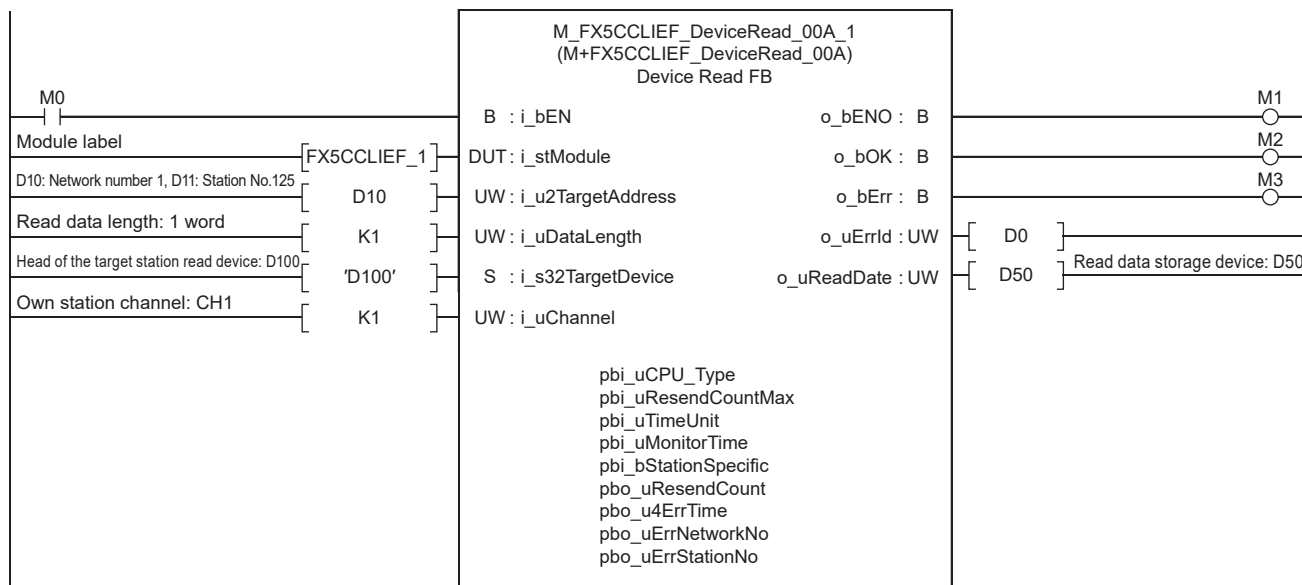 M_FX5CCLIEF_DeviceRead_00A_1
(M+FX5CCLIEF_DeviceRead_00A)
Device Read FB
M0
B : i_bEN
o_bENO : B
M1
Module label
FX5CCLIEF_1
DUT : i_stModule
o_bOK : B
M2
D10: Network number 1, D11: Station No.125
D10
UW : i_u2TargetAddress
o_bErr : B
M3
Read data length: 1 word
K1
UW : i_uDataLength
o_uErrId : UW
D0
Head of the target station read device: D100
'D100'
S : i_s32TargetDevice
o_uReadDate : UW
D50
Read data storage device: D50
Own station channel: CH1
K1
UW : i_uChannel
pbi_uCPU_Type
pbi_uResendCountMax
pbi_uTimeUnit
pbi_uMonitorTime
pbi_bStationSpecific
pbo_uResendCount
pbo_u4ErrTime
pbo_uErrNetworkNo
pbo_uErrStationNo